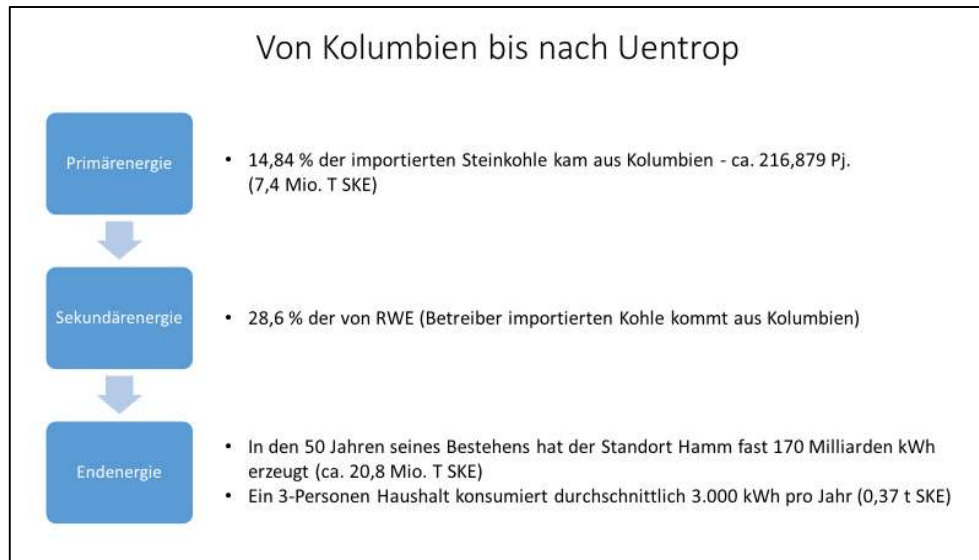 Von Kolumbien bis nach Uentrop
Primärenergie
• 14,84 % der importierten Steinkohle kam aus Kolumbien - ca. 216,879 Pj.
(7,4 Mio. T SKE)
Sekundärenergie
• 28,6 % der von RWE (Betreiber importierten Kohle kommt aus Kolumbien)
Endenergie
• In den 50 Jahren seines Bestehens hat der Standort Hamm fast 170 Milliarden kWh
erzeugt (ca. 20,8 Mio. T SKE)
• Ein 3-Personen Haushalt konsumiert durchschnittlich 3.000 kWh pro Jahr (0,37 t SKE)